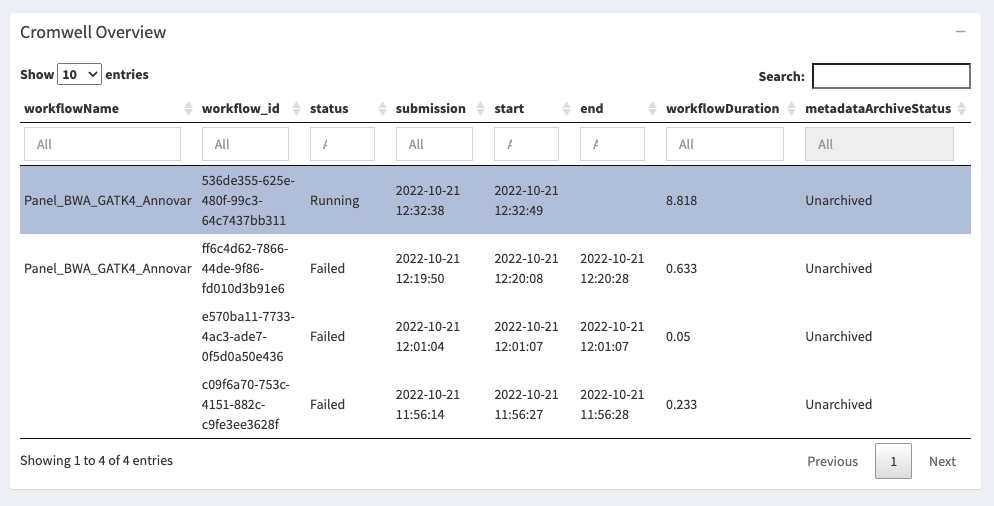 Cromwell Overview
Show 10 entries
Search:
workflowName workflow_id status submission start end workflowDuration metadataArchiveStatus
All All A All A A All All
536de355-625e-
Panel_BWA_GATK4_Annovar 480f-99c3- Running 2022-10-21 2022-10-21 8.818 Unarchived
64c7437bb311 12:32:38 12:32:49
ff6c4d62-7866-
Panel_BWA_GATK4_Annovar 44de-9f86- Failed 2022-10-21 2022-10-21 2022-10-21 0.633 Unarchived
fd010d3b91e6 12:19:50 12:20:08 12:20:28
e570ba11-7733-
4ac3-ade7- Failed 2022-10-21 2022-10-21 2022-10-21 0.05 Unarchived
0f5d0a50e436 12:01:04 12:01:07 12:01:07
c09f6a70-753c-
4151-882c- Failed 2022-10-21 2022-10-21 2022-10-21 0.233 Unarchived
c9fe3ee3628f 11:56:14 11:56:27 11:56:28
Showing 1 to 4 of 4 entries
Previous 1 Next